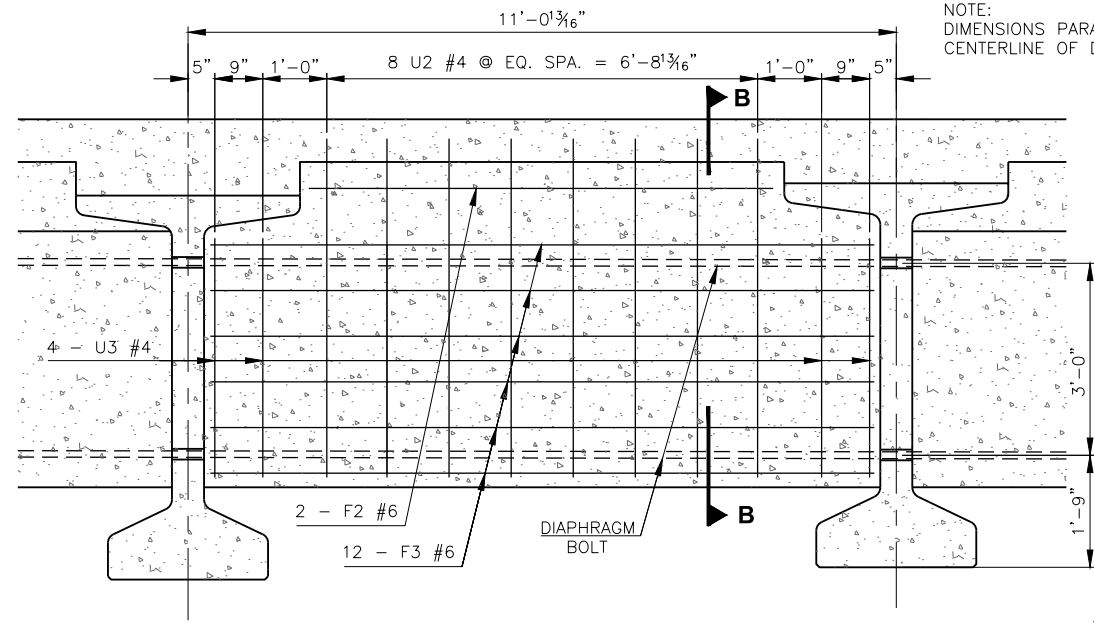 11'-0 13/16"
NOTE:
DIMENSIONS PARA
CENTERLINE OF D
5" 9" 1'-0" 8 U2 #4 @ EQ. SPA. = 6'-8 13/16" 1'-0" 9" 5"
B
4 - U3 #4
3'-0"
2 - F2 #6
12 - F3 #6
DIAPHRAGM
BOLT
B
1'-9"